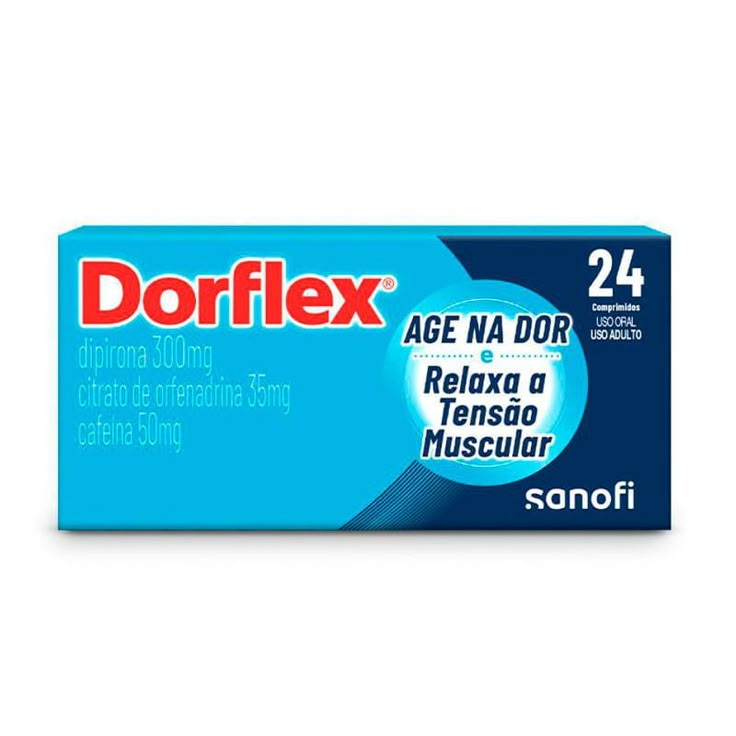 Dorflex®
dipirona 300mg
citrato de orfenadrina 35mg
cafeína 50mg
AGE NA DOR
e
Relaxa a
Tensão
Muscular
24
Comprimidos
USO ORAL
USO ADULTO
sanofi